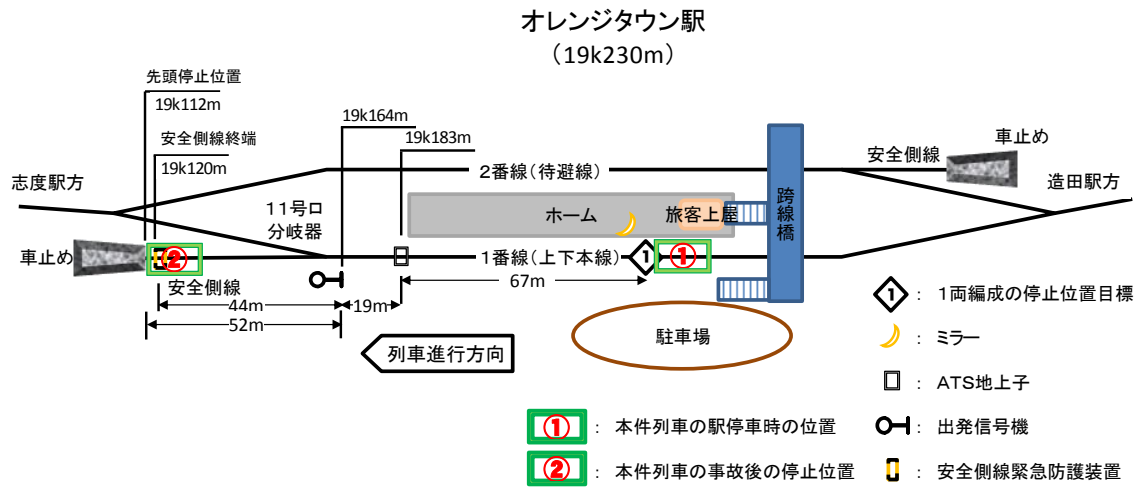 オレンジタウン駅
（19k230m）
先頭停止位置
19k112m
19k164m
安全側線終端
19k120m
19k183m
車止め
安全側線
志度駅方
2番線（待避線）
造田駅方
11号ロ
分岐器
ホーム
旅客上屋
跨線橋
車止め
②
1番線（上下本線）
1
①
安全側線
67m
44m
19m
52m
1
： 1両編成の停止位置目標
駐車場
列車進行方向
： ミラー
： ATS地上子
① ： 本件列車の駅停車時の位置
： 出発信号機
② ： 本件列車の事故後の停止位置
： 安全側線緊急防護装置